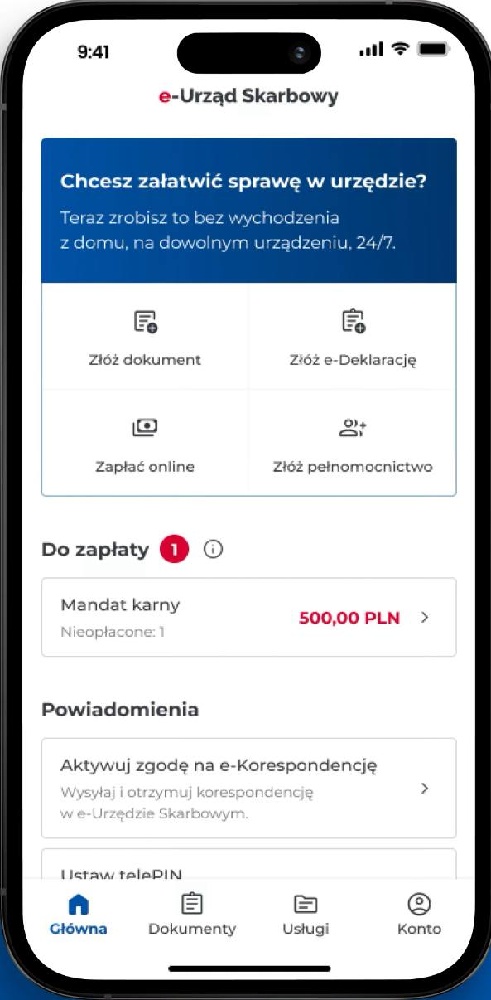 9:41
e-Urząd Skarbowy
Chcesz załatwić sprawę w urzędzie?
Teraz zrobisz to bez wychodzenia
z domu, na dowolnym urządzeniu, 24/7.
Złóż dokument
Złóż e-Deklarację
Zapłać online
Złóż pełnomocnictwo
Do zapłaty 1
Mandat karny
Nieopłacone: 1
500,00 PLN
Powiadomienia
Aktywuj zgodę na e-Korespondencję
Wysyłaj i otrzymuj korespondencję
w e-Urzędzie Skarbowym.
Ustaw telePIN
Główna
Dokumenty
Usługi
Konto